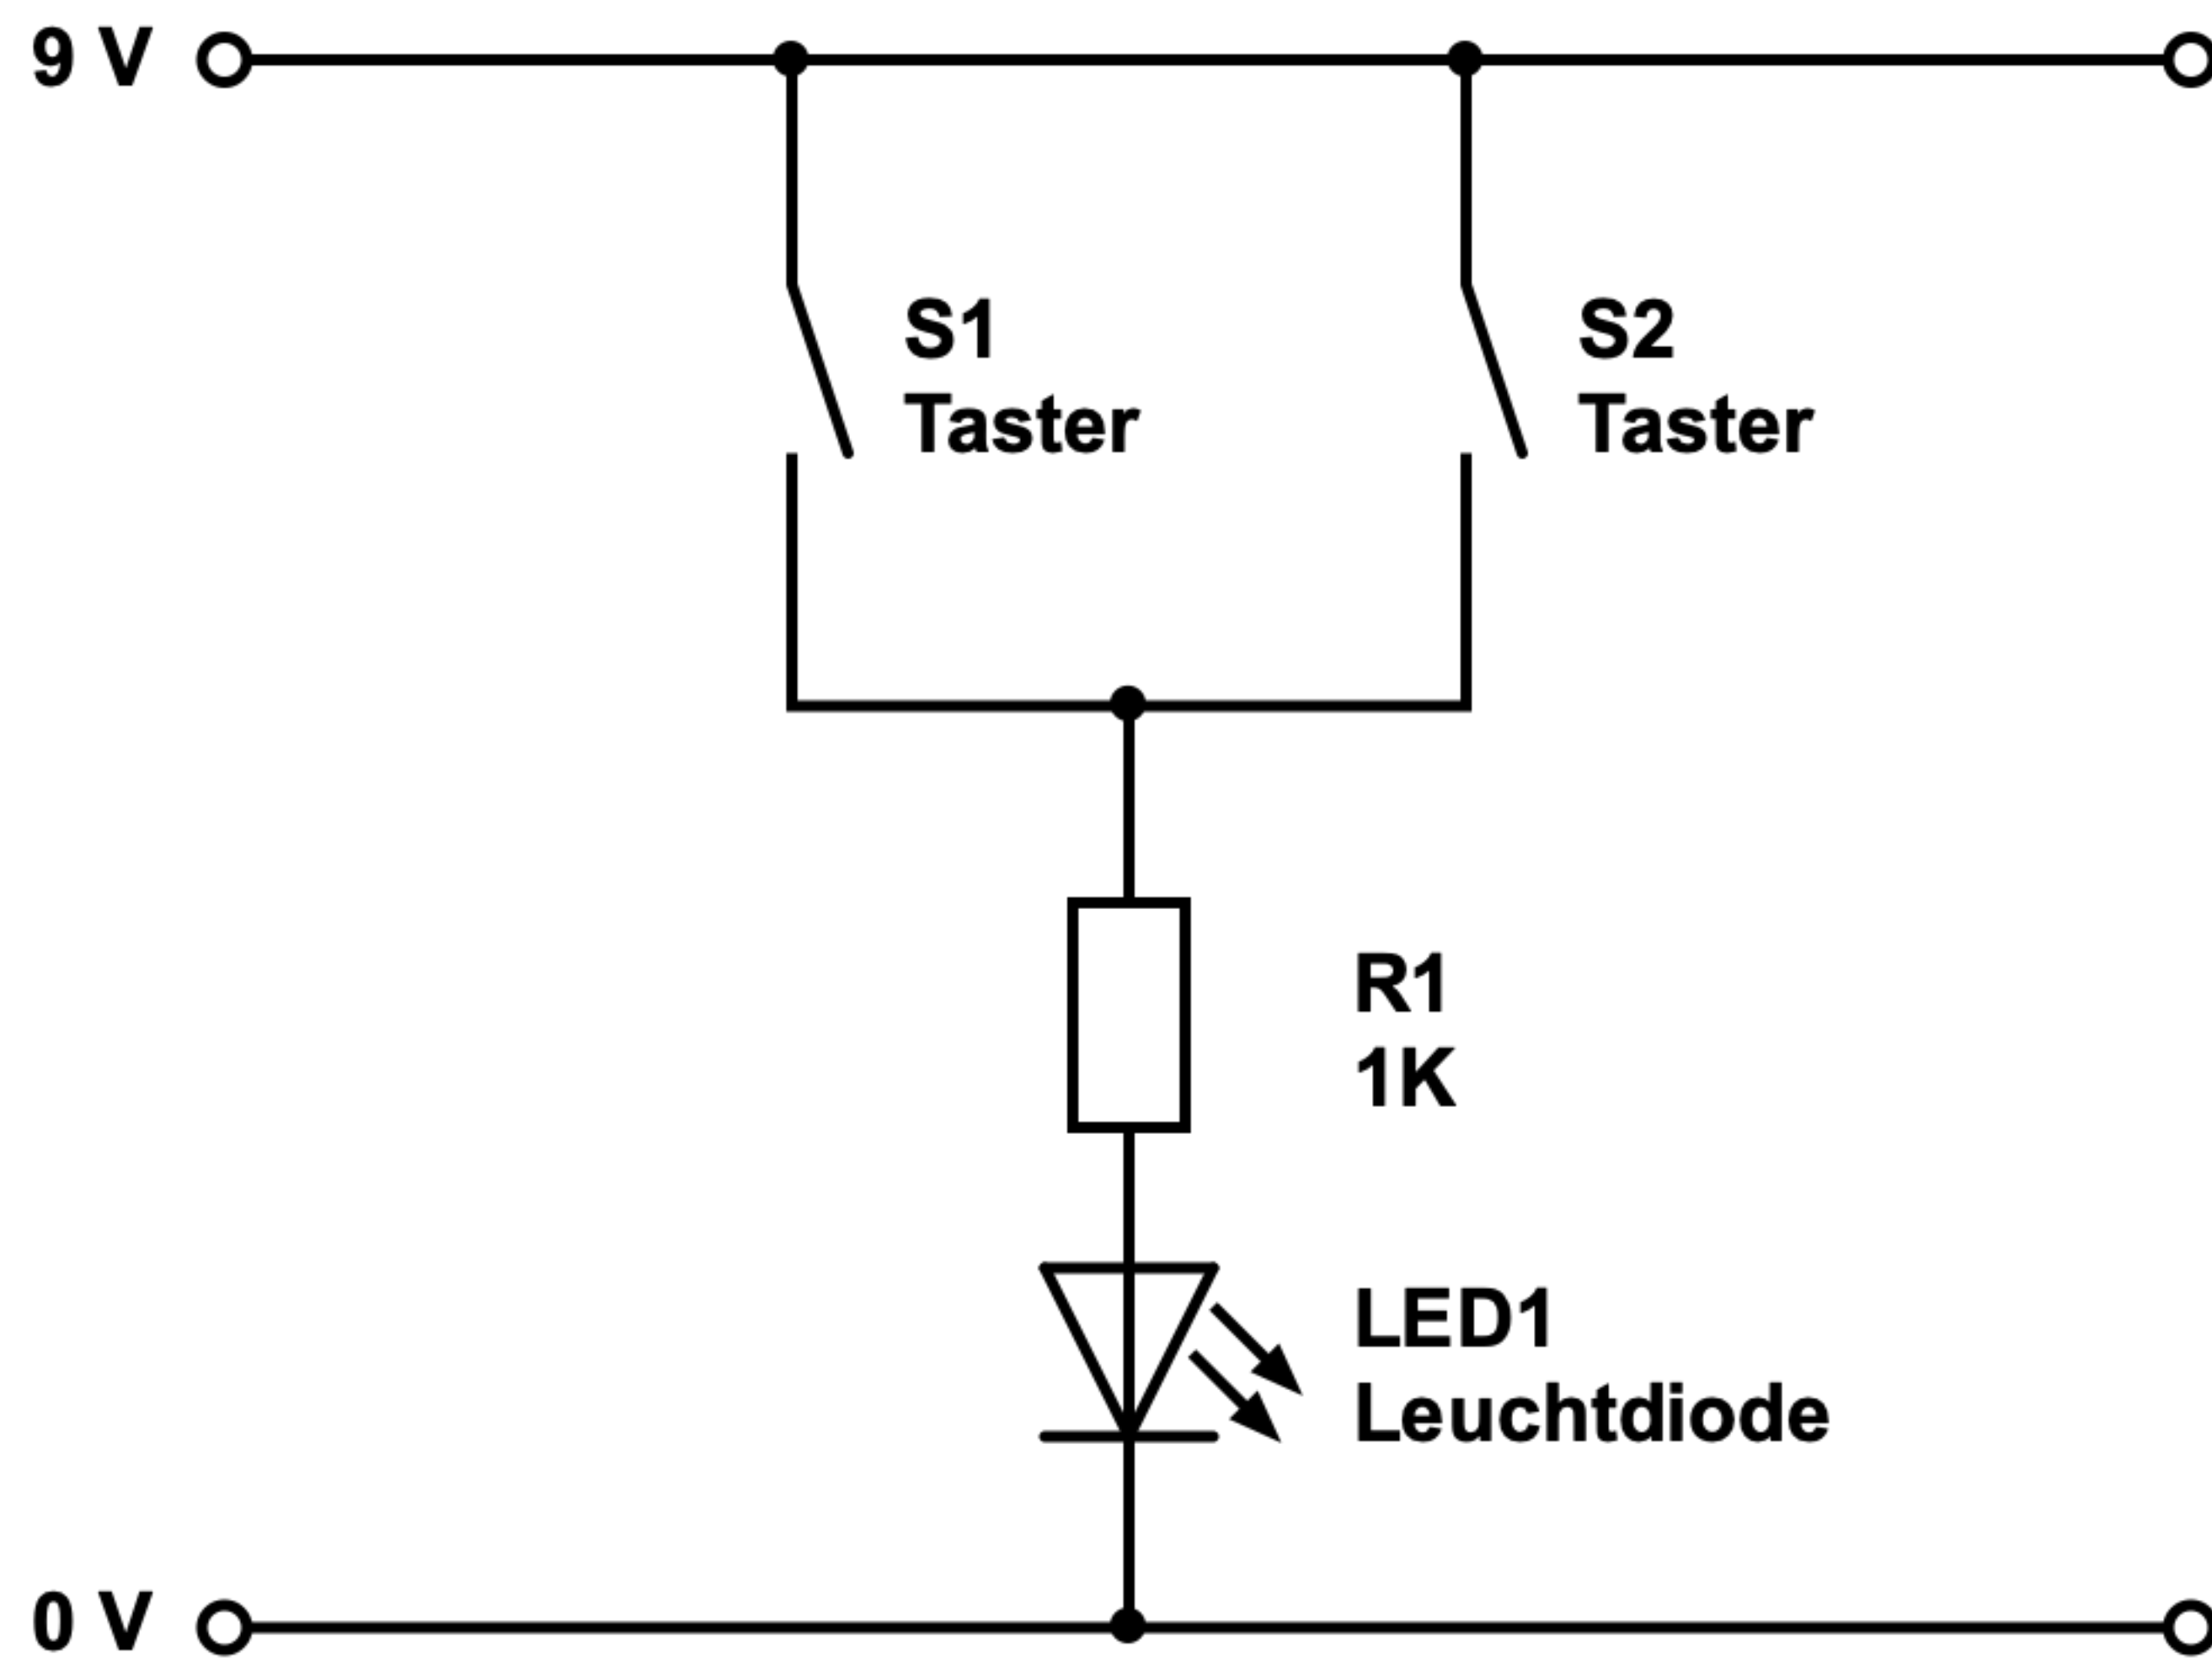 9 V
S1
Taster
S2
Taster
R1
1K
LED1
Leuchtdiode
0 V